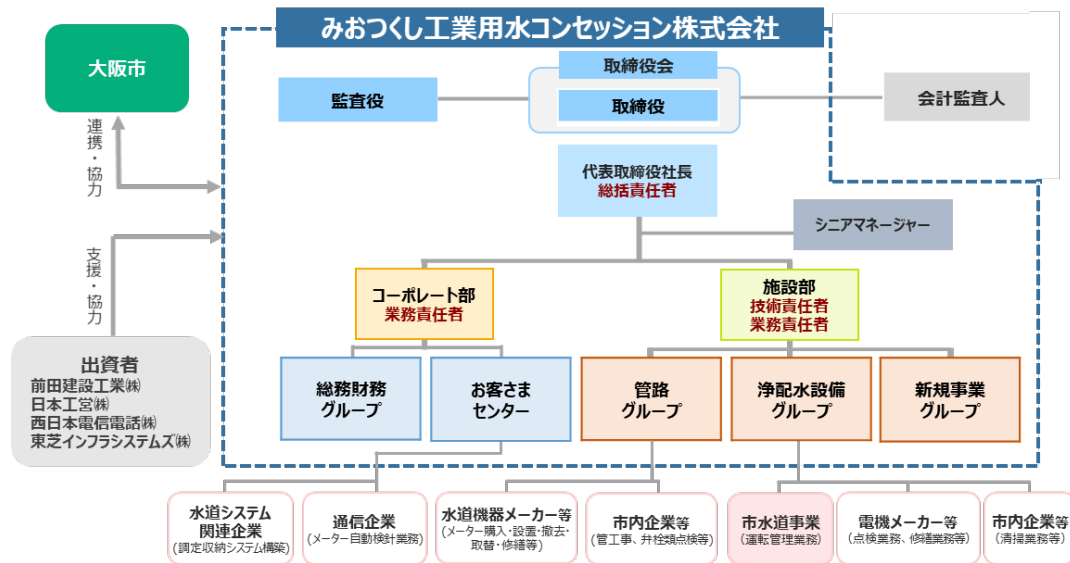 みおつくし工業用水コンセッション株式会社
大阪市
連携・協力
支援・協力
出資者
前田建設工業㈱
日本工営㈱
西日本電信電話㈱
東芝インフラシステムズ㈱
監査役
取締役会
取締役
会計監査人
代表取締役社長
総括責任者
シニアマネージャー
コーポレート部
業務責任者
施設部
技術責任者
業務責任者
総務財務
グループ
お客さま
センター
管路
グループ
浄配水設備
グループ
新規事業
グループ
水道システム
関連企業
(調定収納システム構築)
通信企業
(メーター自動検針業務)
水道機器メーカー等
(メーター購入・設置・撤去・
取替・修繕等)
市内企業等
(管工事、弁栓類点検等)
市水道事業
(運転管理業務)
電機メーカー等
(点検業務、修繕業務等)
市内企業等
(清掃業務等)